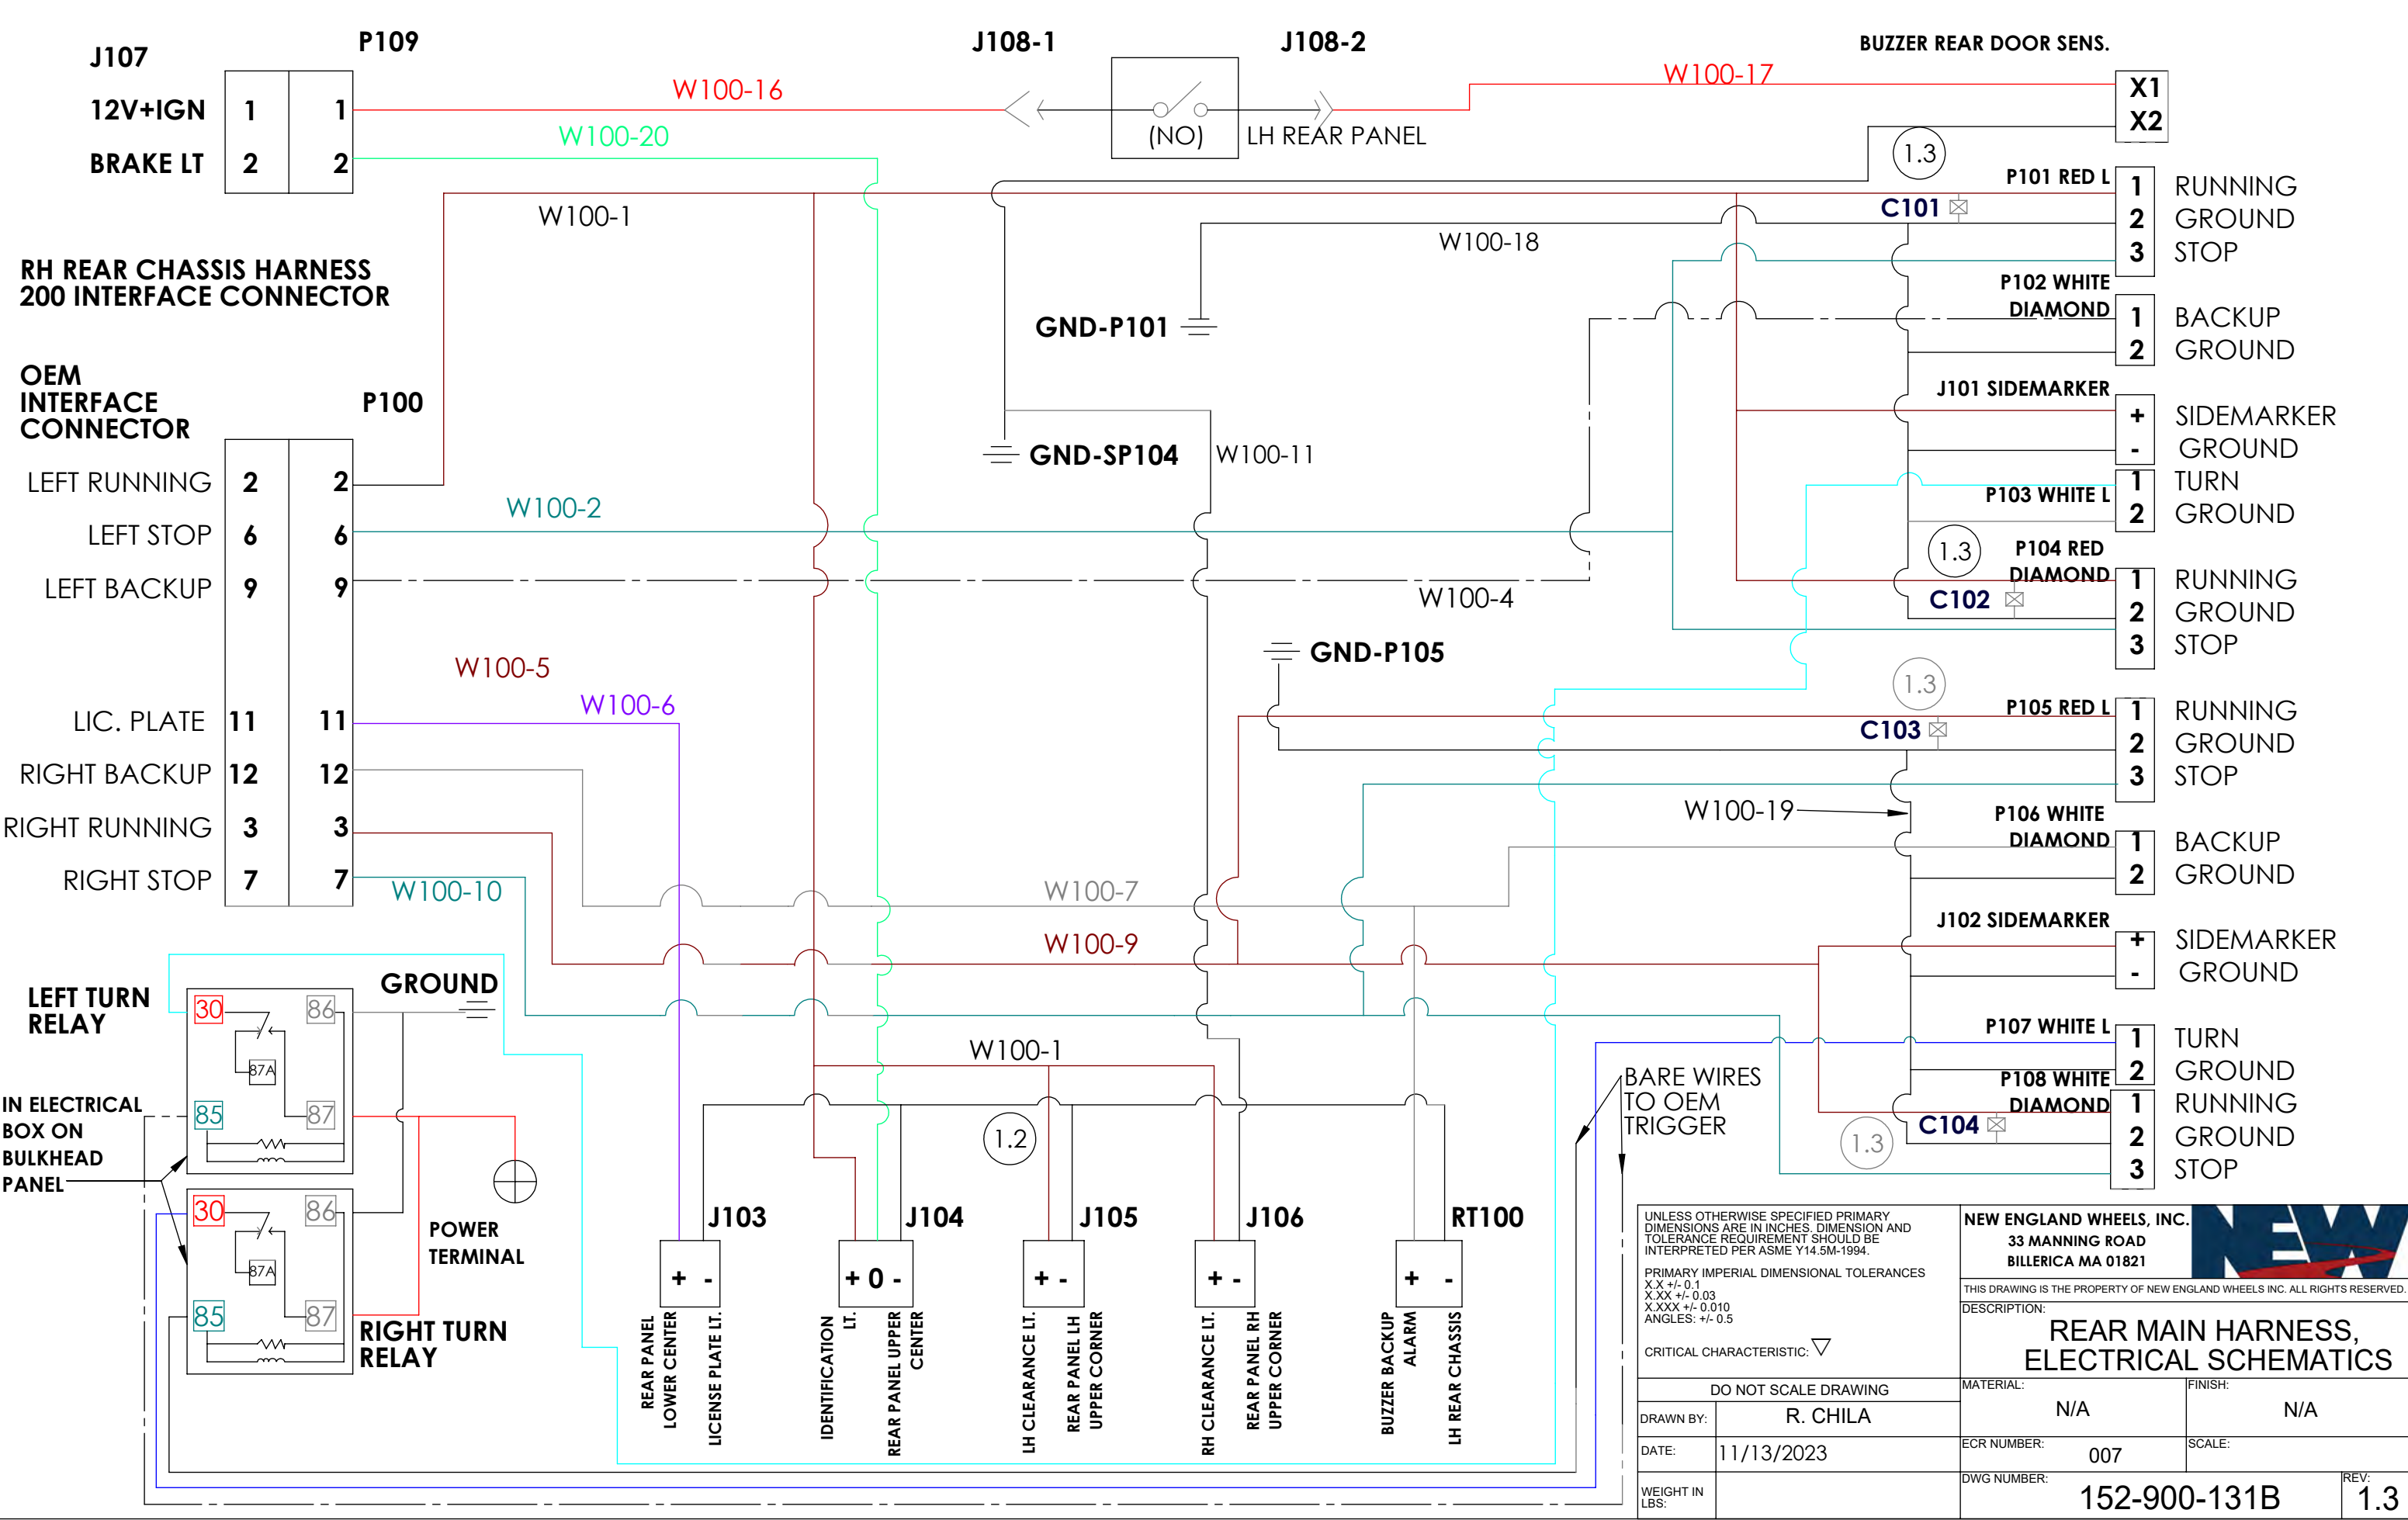 J107
P109
J108-1
J108-2
BUZZER REAR DOOR SENS.
12V+IGN
1
1
W100-16
W100-17
(NO)
LH REAR PANEL
X1
X2
W100-20
BRAKE LT
2
2
1.3
W100-1
P101 RED L
C101
1
RUNNING
2
GROUND
3
STOP
W100-18
RH REAR CHASSIS HARNESS
200 INTERFACE CONNECTOR
GND-P101
P102 WHITE
DIAMOND
1
BACKUP
2
GROUND
OEM
INTERFACE
CONNECTOR
P100
J101 SIDEMARKER
+
SIDEMARKER
-
GROUND
GND-SP104
W100-11
LEFT RUNNING
2
2
P103 WHITE L
1
TURN
2
GROUND
W100-2
LEFT STOP
6
6
1.3
P104 RED
DIAMOND
1
RUNNING
2
GROUND
3
STOP
C102
LEFT BACKUP
9
9
W100-4
GND-P105
W100-5
1.3
W100-6
LIC. PLATE
11
11
P105 RED L
C103
1
RUNNING
2
GROUND
3
STOP
RIGHT BACKUP
12
12
W100-19
RIGHT RUNNING
3
3
P106 WHITE
DIAMOND
1
BACKUP
2
GROUND
RIGHT STOP
7
7
W100-10
W100-7
J102 SIDEMARKER
+
SIDEMARKER
-
GROUND
W100-9
LEFT TURN
RELAY
GROUND
30
86
87A
85
87
W100-1
P107 WHITE L
1
TURN
2
GROUND
BARE WIRES
TO OEM
TRIGGER
P108 WHITE
DIAMOND
1
RUNNING
2
GROUND
3
STOP
C104
1.3
1.2
IN ELECTRICAL
BOX ON
BULKHEAD
PANEL
30
86
87A
85
87
POWER
TERMINAL
RIGHT TURN
RELAY
J103
+ -
REAR PANEL
LOWER CENTER
LICENSE PLATE LT.
J104
+ 0 -
IDENTIFICATION
LT.
REAR PANEL UPPER
CENTER
J105
+ -
LH CLEARANCE LT.
REAR PANEL LH
UPPER CORNER
J106
+ -
RH CLEARANCE LT.
REAR PANEL RH
UPPER CORNER
RT100
+ -
BUZZER BACKUP
ALARM
LH REAR CHASSIS
UNLESS OTHERWISE SPECIFIED PRIMARY
DIMENSIONS ARE IN INCHES. DIMENSION AND
TOLERANCE REQUIREMENT SHOULD BE
INTERPRETED PER ASME Y14.5M-1994.
PRIMARY IMPERIAL DIMENSIONAL TOLERANCES
X.X +/- 0.1
X.XX +/- 0.03
X.XXX +/- 0.010
ANGLES: +/- 0.5
CRITICAL CHARACTERISTIC:
DO NOT SCALE DRAWING
DRAWN BY:
R. CHILA
DATE:
11/13/2023
WEIGHT IN
LBS:
NEW ENGLAND WHEELS, INC.
33 MANNING ROAD
BILLERICA MA 01821
NEW
THIS DRAWING IS THE PROPERTY OF NEW ENGLAND WHEELS INC. ALL RIGHTS RESERVED.
DESCRIPTION:
REAR MAIN HARNESS,
ELECTRICAL SCHEMATICS
MATERIAL:
N/A
FINISH:
N/A
ECR NUMBER:
007
SCALE:
DWG NUMBER:
152-900-131B
REV:
1.3